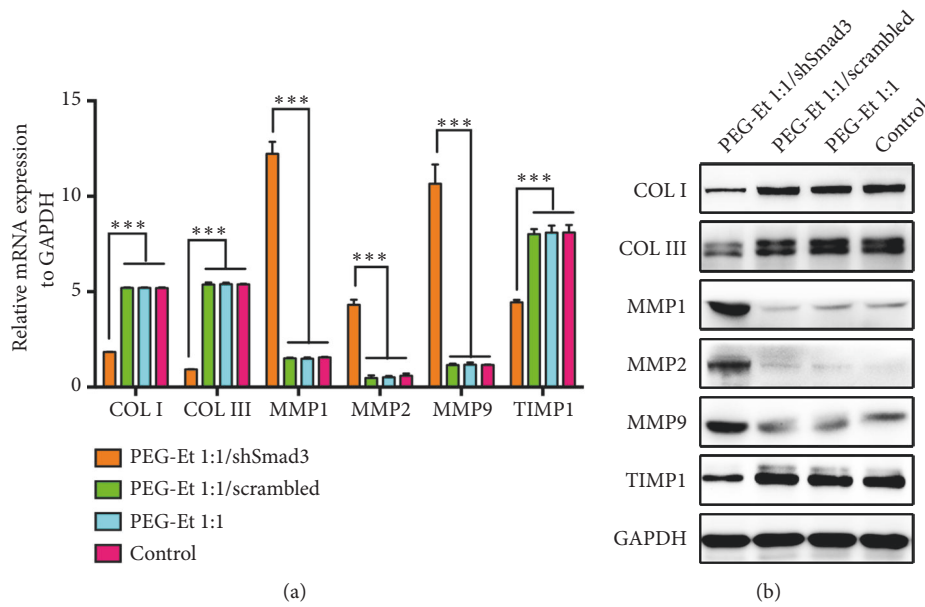 Relative mRNA expression
to GAPDH
15
10
5
0
***
***
***
***
***
***
COL I
COL III
MMP1
MMP2
MMP9
TIMP1
PEG-Et 1:1/shSmad3
PEG-Et 1:1/scrambled
PEG-Et 1:1
Control
(a)
PEG-Et 1:1/shSmad3
PEG-Et 1:1/scrambled
PEG-Et 1:1
Control
COL I
COL III
MMP1
MMP2
MMP9
TIMP1
GAPDH
(b)